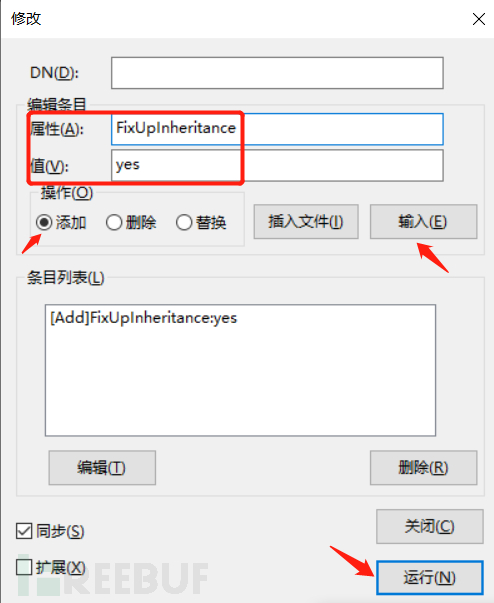 修改
DN(D):
编辑条目
属性(A): FixUpInheritance
值(V): yes
操作(O)
添加 删除 替换 插入文件(I) 输入(E)
条目列表(L)
[Add]FixUpInheritance:yes
编辑(T) 删除(R)
同步(S) 关闭(C)
扩展(X) 运行(N)
FREEBUF